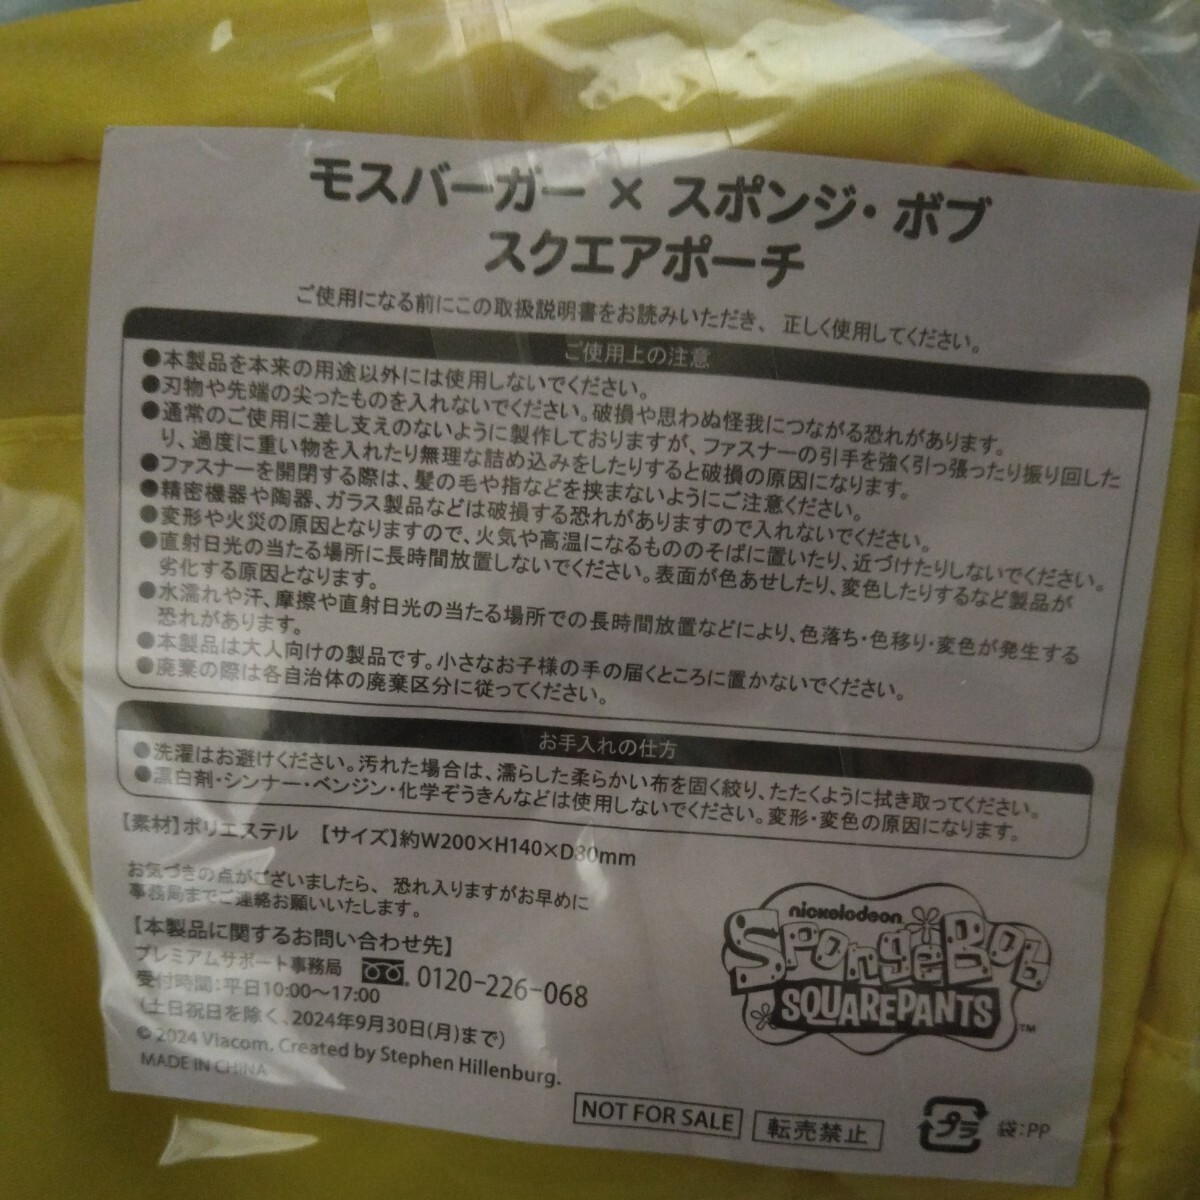 モスバーガー × スポンジ・ボブ
スクエアポーチ
ご使用になる前にこの取扱説明書をお読みいただき、正しく使用してください。
ご使用上の注意
●本製品を本来の用途以外には使用しないでください。
●刃物や先端の尖ったものを入れないでください。破損や思わぬ怪我につながる恐れがあります。
●通常のご使用に差し支えのないように製作しておりますが、ファスナーの引手を強く引っ張ったり振り回した
り、過度に重い物を入れたり無理な詰め込みをしたりすると破損の原因になります。
●ファスナーを開閉する際は、髪の毛や指などを挟まないようにご注意ください。
●精密機器や陶器、ガラス製品などは破損する恐れがありますので入れないでください。
●変形や火災の原因となりますので、火気や高温になるもののそばに置いたり、近づけたりしないでください。
●直射日光の当たる場所に長時間放置しないでください。表面が色あせしたり、変色したりするなど製品が
劣化する原因となります。
●水濡れや汗、摩擦や直射日光の当たる場所での長時間放置などにより、色落ち・色移り・変色が発生する
恐れがあります。
●本製品は大人向けの製品です。小さなお子様の手の届くところに置かないでください。
●廃棄の際は各自治体の廃棄区分に従ってください。
お手入れの仕方
●洗濯はお避けください。汚れた場合は、濡らした柔らかい布を固く絞り、たたくように拭き取ってください。
●漂白剤・シンナー・ベンジン・化学ぞうきんなどは使用しないでください。変形・変色の原因になります。
【素材】ポリエステル 【サイズ】約W200×H140×D80mm
お気づきの点がございましたら、恐れ入りますがお早めに
事務局までご連絡お願いいたします。
【本製品に関するお問い合わせ先】
プレミアムサポート事務局 0120-226-068
受付時間：平日10:00～17:00
(土日祝日を除く、2024年9月30日(月)まで)
© 2024 Viacom. Created by Stephen Hillenburg.
MADE IN CHINA
nickelodeon
SpongeBob
SQUAREPANTS™
NOT FOR SALE
転売禁止
プラ
袋：PP